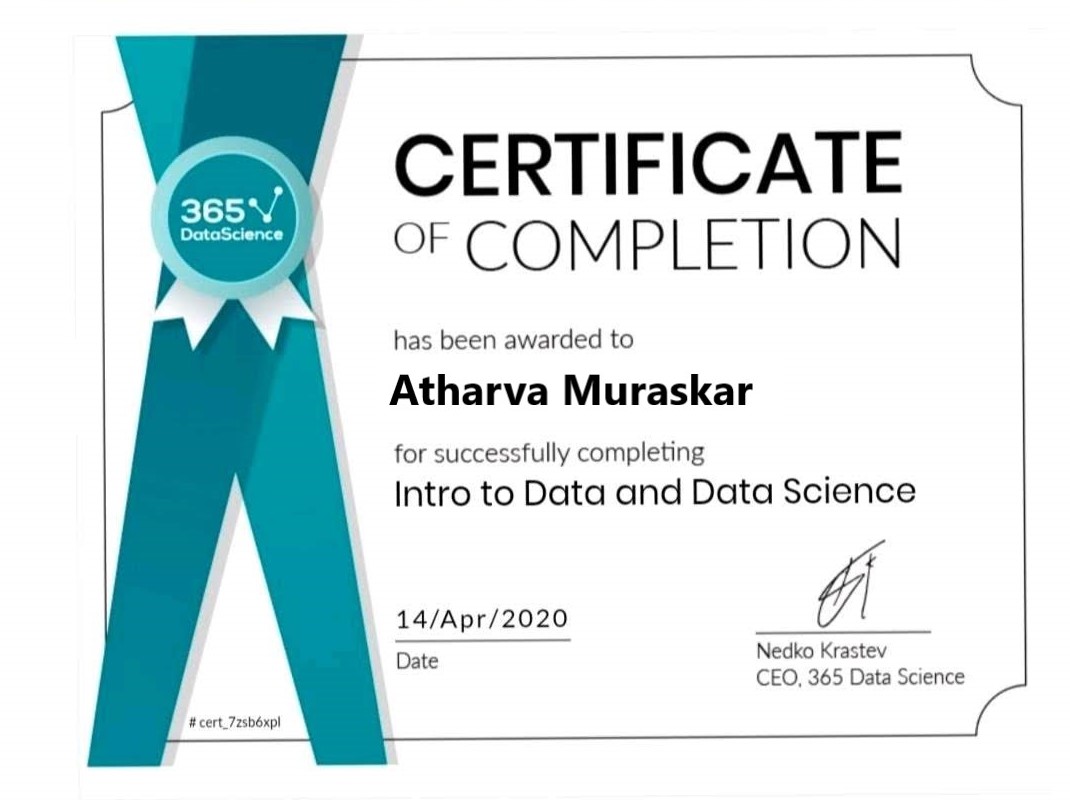 365
DataScience
CERTIFICATE
OF COMPLETION
has been awarded to
Atharva Muraskar
for successfully completing
Intro to Data and Data Science
14/Apr/2020
Date
Nedko Krastev
CEO, 365 Data Science
# cert_7zsb6xpl